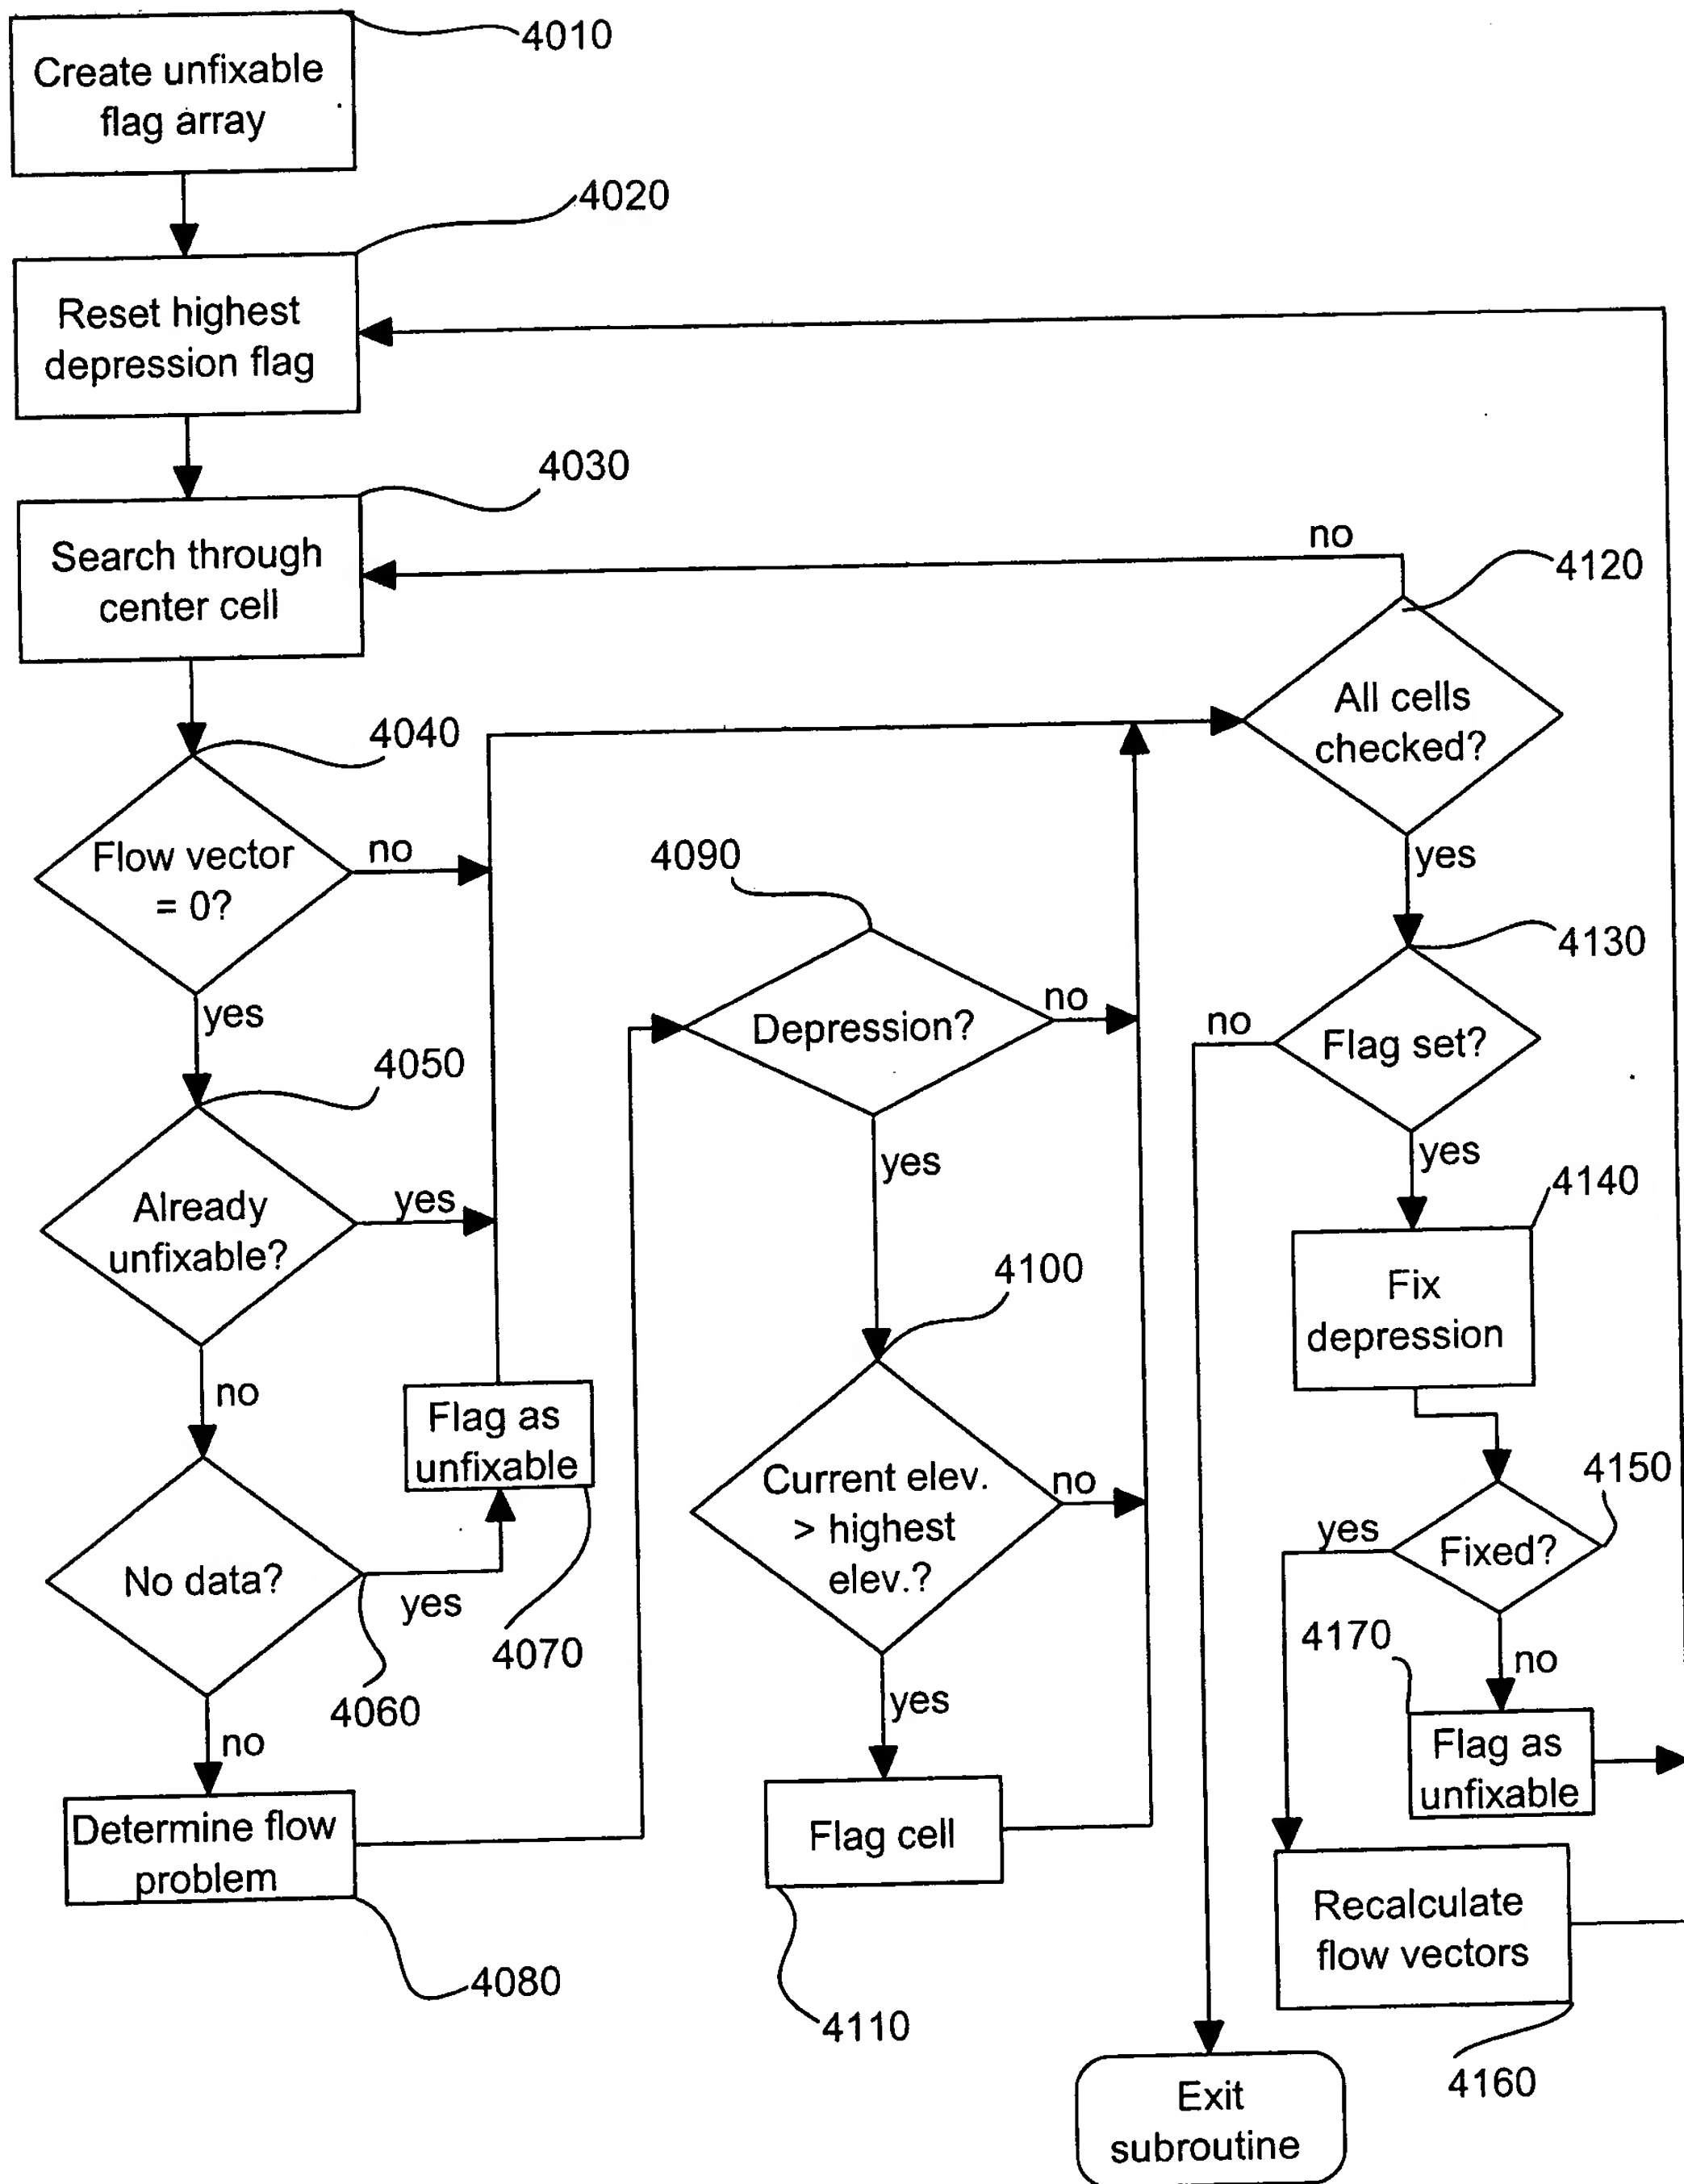 4010
Create unfixable
flag array
4020
Reset highest
depression flag
4030
Search through
center cell
no
4120
All cells
checked?
yes
4040
Flow vector
= 0?
no
yes
4090
Depression?
no
yes
4130
Flag set?
no
yes
4050
Already
unfixable?
yes
no
4140
Fix
depression
4100
Current elev.
> highest
elev.?
no
yes
Flag as
unfixable
4070
No data?
yes
4060
no
4150
Fixed?
yes
no
4170
Flag as
unfixable
Determine flow
problem
4080
Flag cell
4110
Recalculate
flow vectors
4160
Exit
subroutine